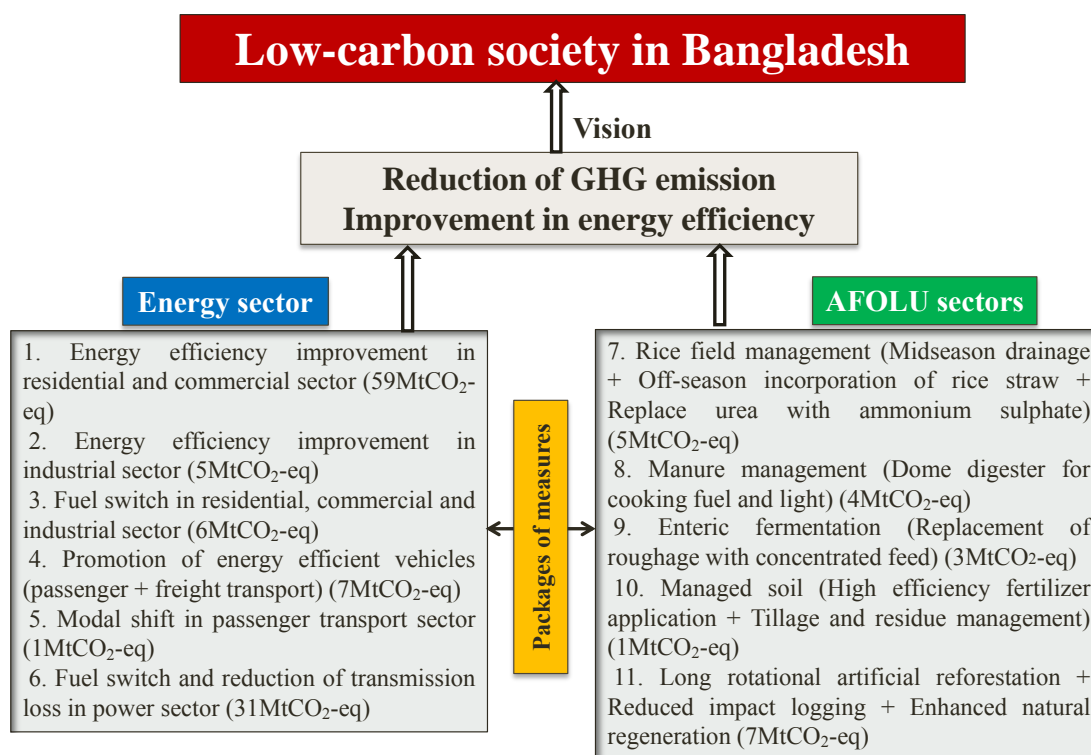 Low-carbon society in Bangladesh
Vision
Reduction of GHG emission
Improvement in energy efficiency
Energy sector
1. Energy efficiency improvement in
residential and commercial sector (59MtCO₂-
eq)
2. Energy efficiency improvement in
industrial sector (5MtCO₂-eq)
3. Fuel switch in residential, commercial and
industrial sector (6MtCO₂-eq)
4. Promotion of energy efficient vehicles
(passenger + freight transport) (7MtCO₂-eq)
5. Modal shift in passenger transport sector
(1MtCO₂-eq)
6. Fuel switch and reduction of transmission
loss in power sector (31MtCO₂-eq)
Packages of measures
AFOLU sectors
7. Rice field management (Midseason drainage
+ Off-season incorporation of rice straw +
Replace urea with ammonium sulphate)
(5MtCO₂-eq)
8. Manure management (Dome digester for
cooking fuel and light) (4MtCO₂-eq)
9. Enteric fermentation (Replacement of
roughage with concentrated feed) (3MtCO₂-eq)
10. Managed soil (High efficiency fertilizer
application + Tillage and residue management)
(1MtCO₂-eq)
11. Long rotational artificial reforestation +
Reduced impact logging + Enhanced natural
regeneration (7MtCO₂-eq)